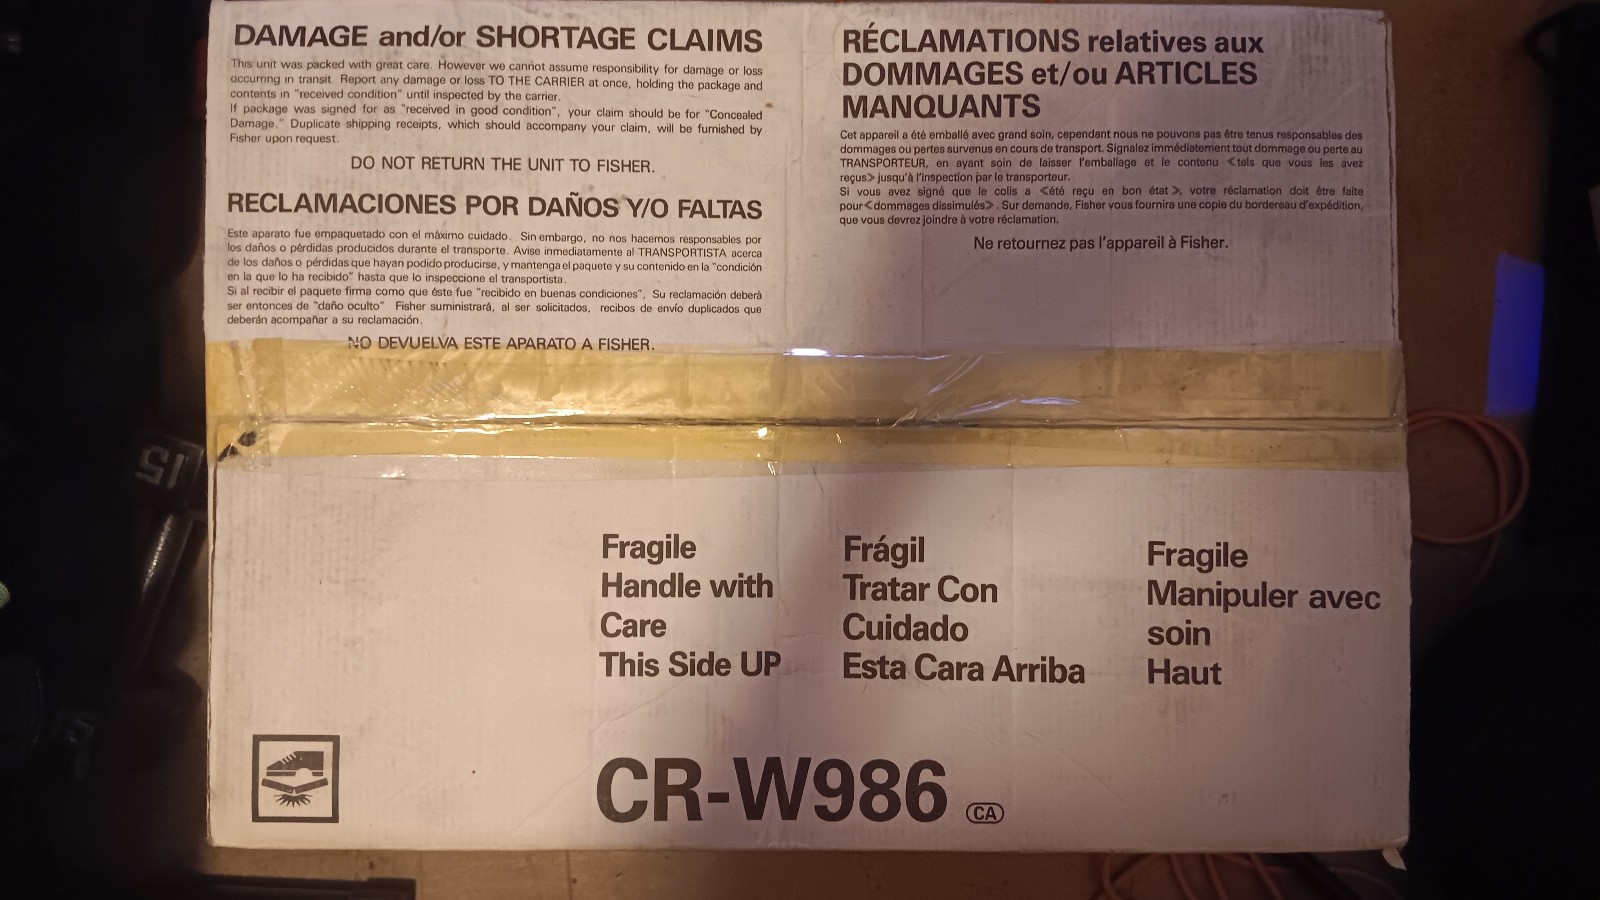 DAMAGE and/or SHORTAGE CLAIMS
This unit was packed with great care. However we cannot assume responsibility for damage or loss
occurring in transit. Report any damage or loss TO THE CARRIER at once, holding the package and
contents in "received condition" until inspected by the carrier.
If package was signed for as "received in good condition", your claim should be for "Concealed
Damage." Duplicate shipping receipts, which should accompany your claim, will be furnished by
Fisher upon request.
DO NOT RETURN THE UNIT TO FISHER.
RECLAMACIONES POR DAÑOS Y/O FALTAS
Este aparato fue empaquetado con el máximo cuidado. Sin embargo, no nos hacemos responsables por
los daños o pérdidas producidos durante el transporte. Avise inmediatamente al TRANSPORTISTA acerca
de los daños o pérdidas que hayan podido producirse, y mantenga el paquete y su contenido en la "condición
en la que lo ha recibido" hasta que lo inspeccione el transportista.
Si al recibir el paquete firma como que éste fue "recibido en buenas condiciones", Su reclamación deberá
ser entonces de "daño oculto" Fisher suministrará, al ser solicitados, recibos de envío duplicados que
deberán acompañar a su reclamación.
NO DEVUELVA ESTE APARATO A FISHER.
RÉCLAMATIONS relatives aux
DOMMAGES et/ou ARTICLES
MANQUANTS
Cet appareil a été emballé avec grand soin, cependant nous ne pouvons pas être tenus responsables des
dommages ou pertes survenus en cours de transport. Signalez immédiatement tout dommage ou perte au
TRANSPORTEUR, en ayant soin de laisser l'emballage et le contenu <<tels que vous les avez
reçus>> jusqu'à l'inspection par le transporteur.
Si vous avez signé que le colis a <<été reçu en bon état>>, votre réclamation doit être faite
pour<<dommages dissimulés>>. Sur demande, Fisher vous fournira une copie du bordereau d'expédition,
que vous devrez joindre à votre réclamation.
Ne retournez pas l'appareil à Fisher.
Fragile
Handle with
Care
This Side UP
Frágil
Tratar Con
Cuidado
Esta Cara Arriba
Fragile
Manipuler avec
soin
Haut
CR-W986 CA
15